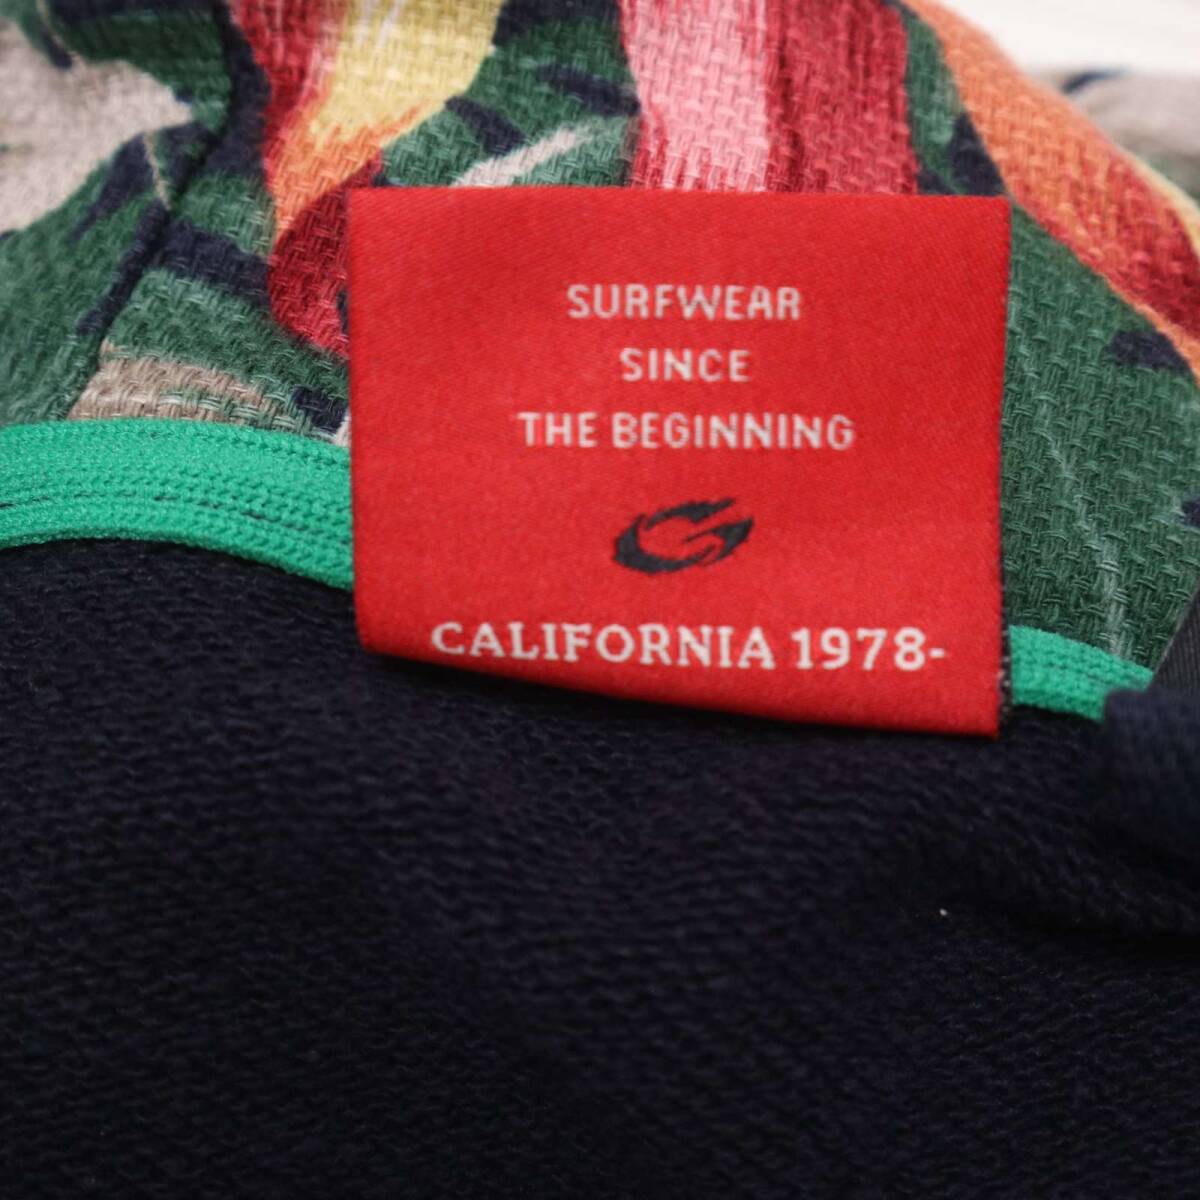 SURFWEAR
SINCE
THE BEGINNING
CALIFORNIA 1978-